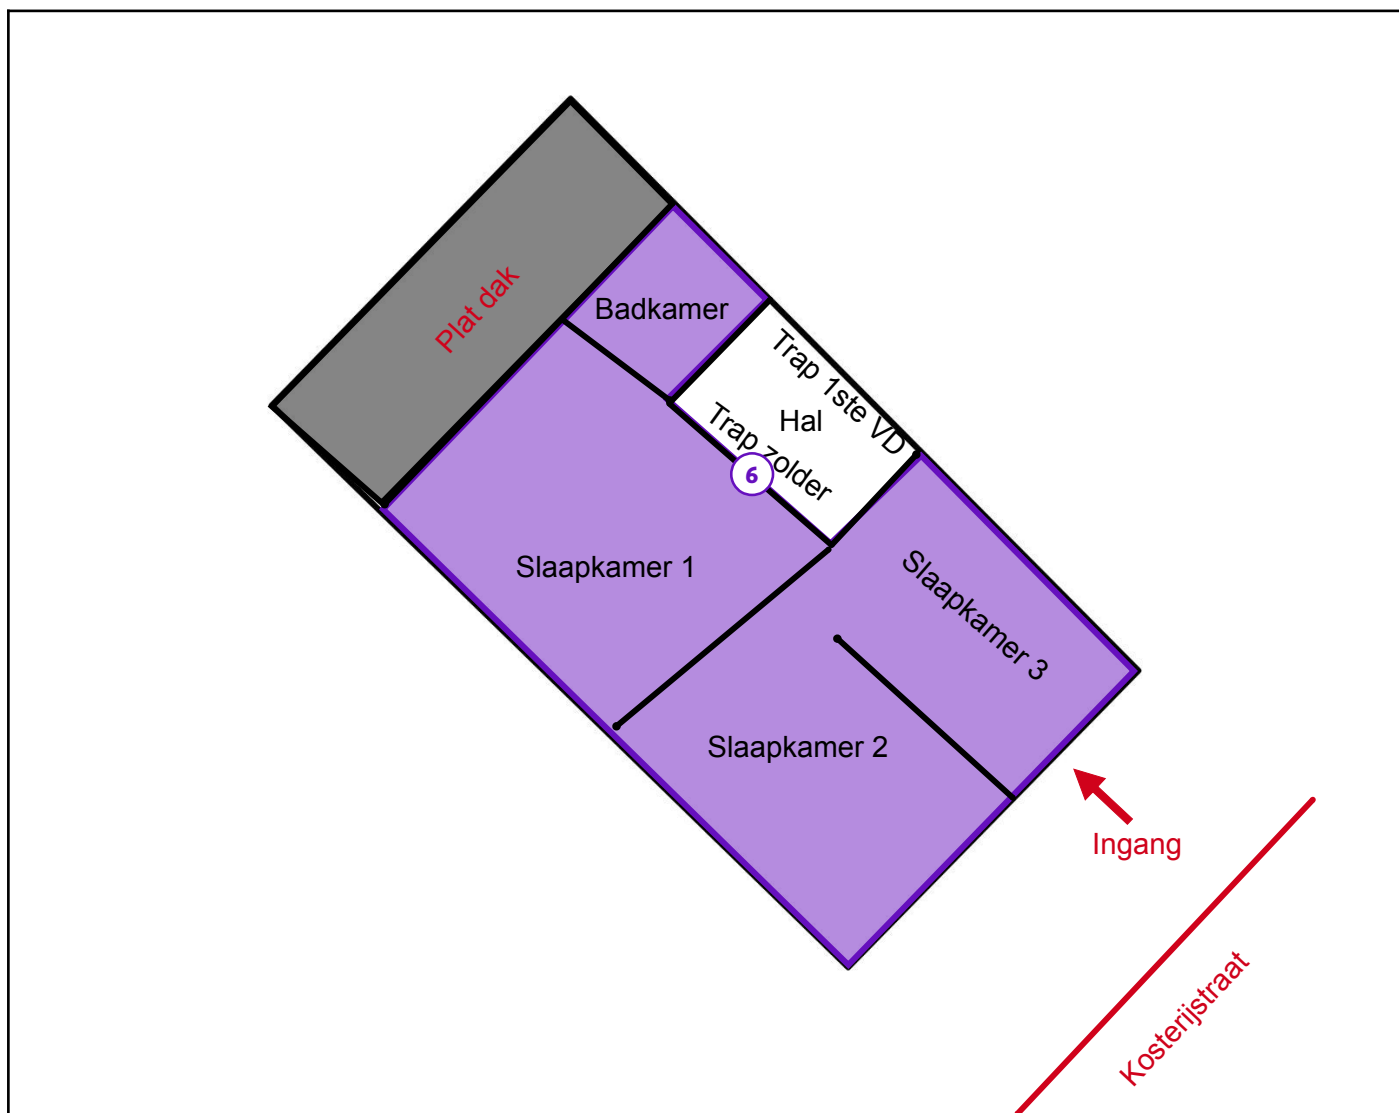 Plat dak
Badkamer
Trap 1ste VD
Hal
Trap zolder
6
Slaapkamer 1
Slaapkamer 3
Slaapkamer 2
Ingang
Kosterijstraat